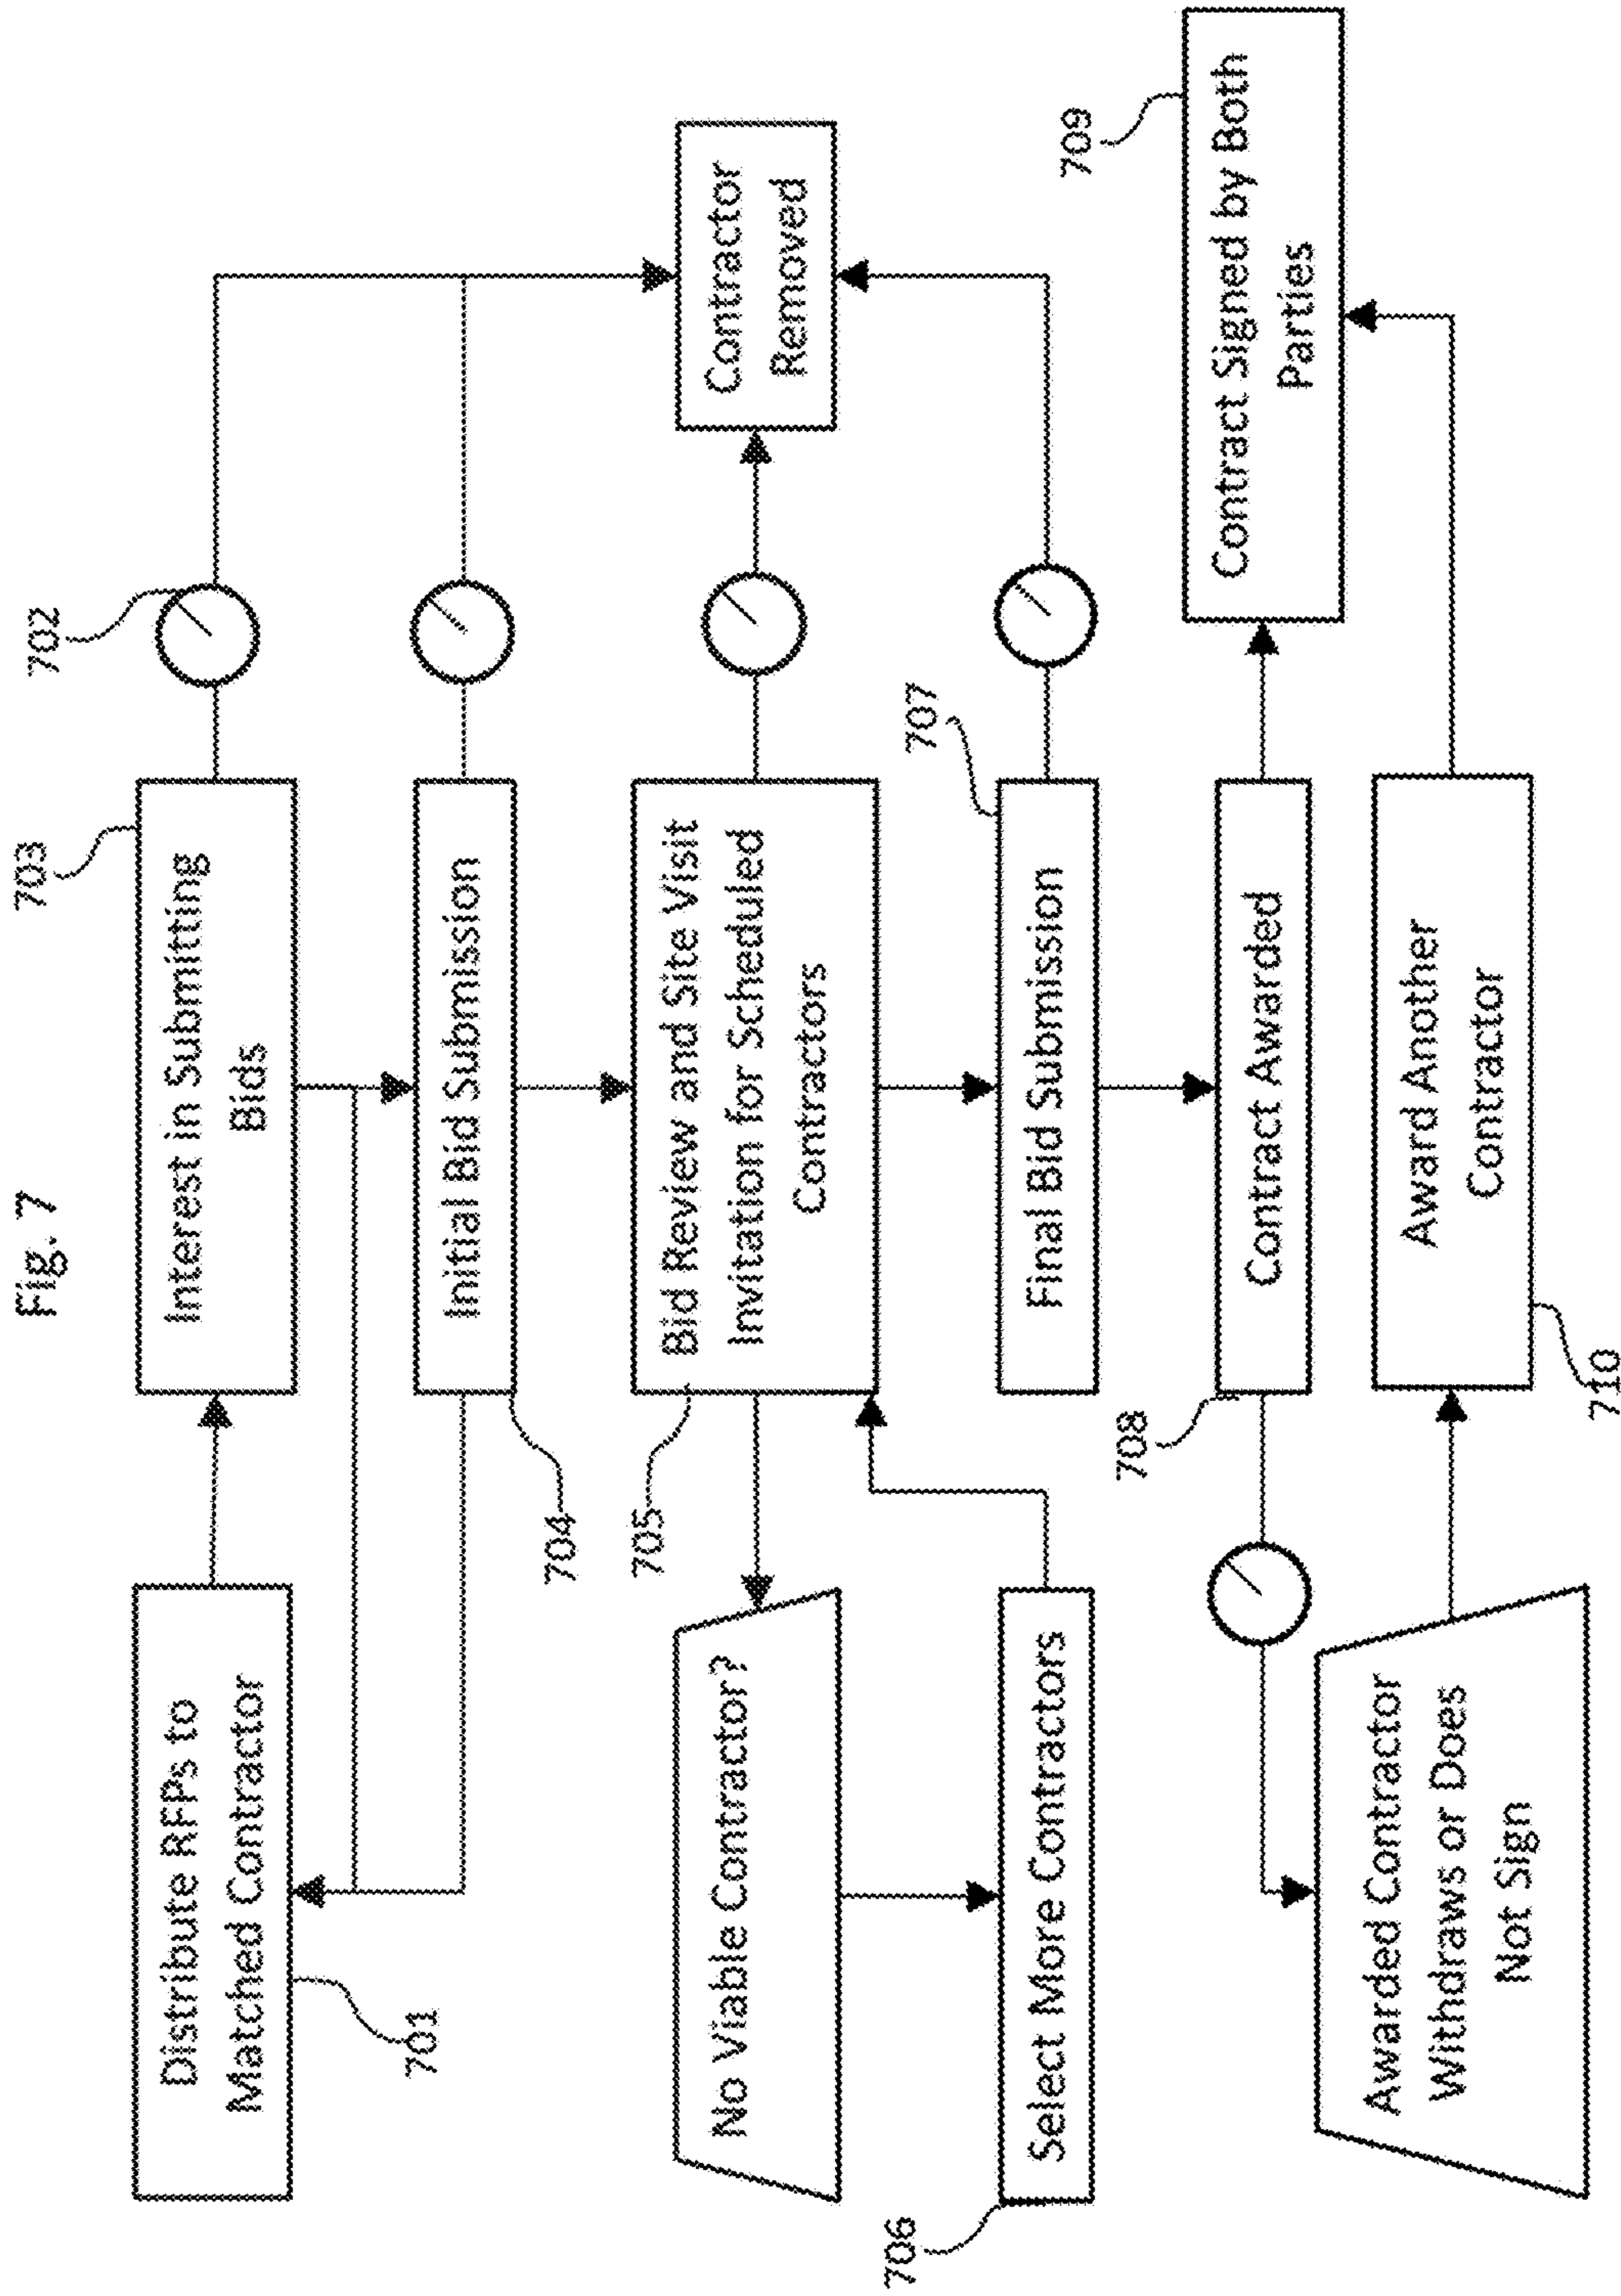 Fig. 7
703
702
Distribute RFPs to
Matched Contractor
701
Interest in Submitting
Bids
Initial Bid Submission
704
705
Bid Review and Site Visit
Invitation for Scheduled
Contractors
Contractor
Removed
No Viable Contractor?
706
Select More Contractors
707
Final Bid Submission
709
708
Contract Awarded
Contract Signed by Both
Parties
Awarded Contractor
Withdraws or Does
Not Sign
Award Another
Contractor
710